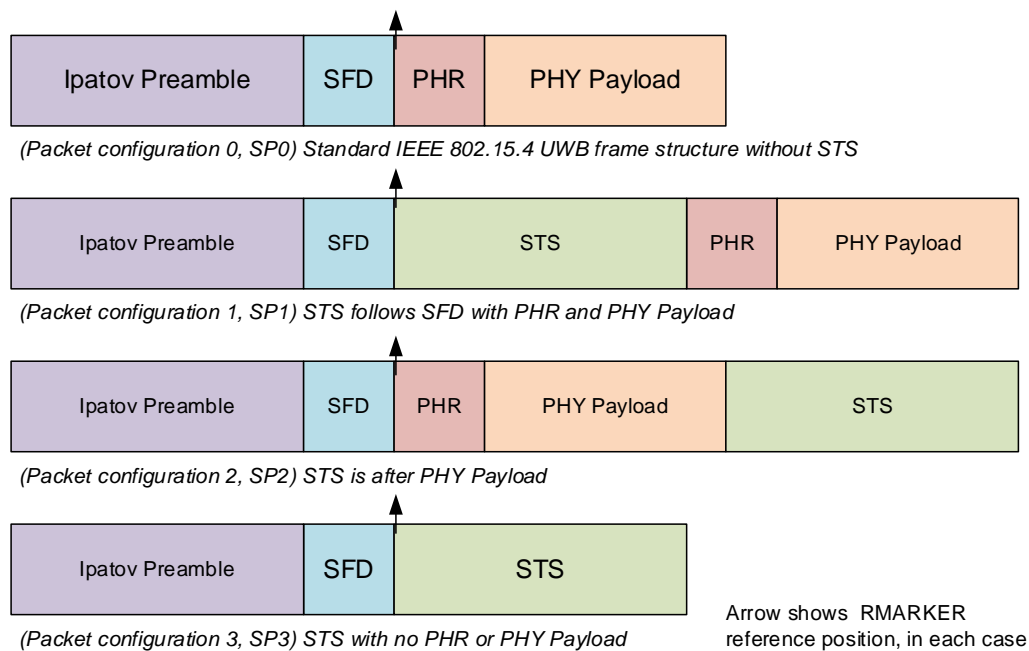 Ipatov Preamble SFD PHR PHY Payload
(Packet configuration 0, SP0) Standard IEEE 802.15.4 UWB frame structure without STS
Ipatov Preamble SFD STS PHR PHY Payload
(Packet configuration 1, SP1) STS follows SFD with PHR and PHY Payload
Ipatov Preamble SFD PHR PHY Payload STS
(Packet configuration 2, SP2) STS is after PHY Payload
Ipatov Preamble SFD STS
(Packet configuration 3, SP3) STS with no PHR or PHY Payload
Arrow shows RMARKER
reference position, in each case